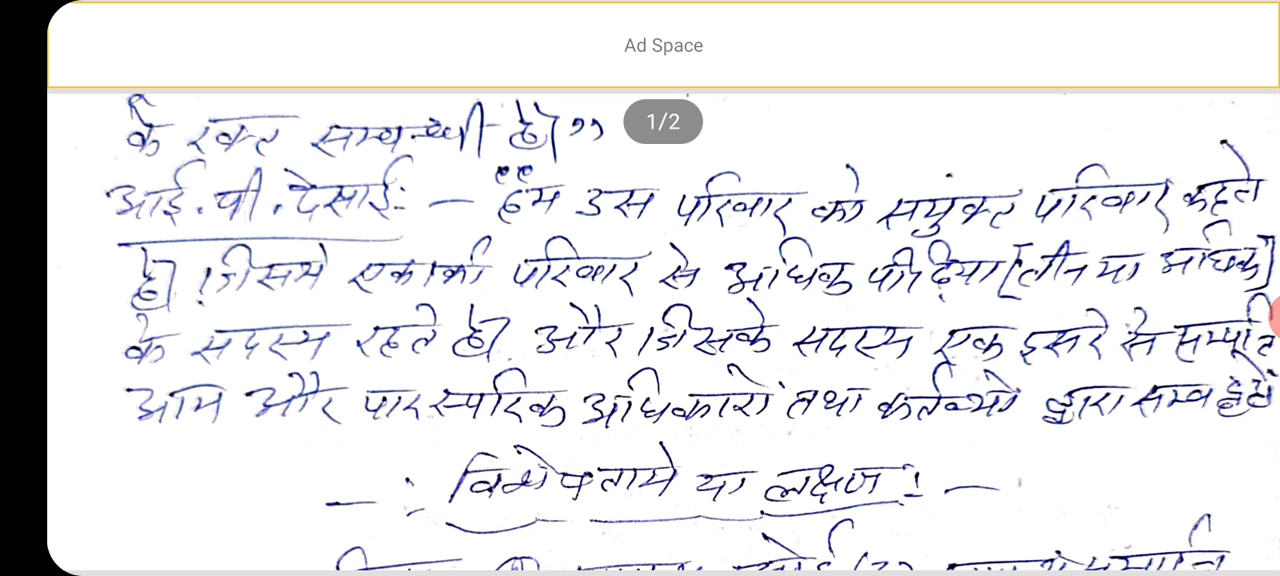 Ad Space
के रक्त सम्बन्धी है।”
1/2
आई.पी.देसाई:- “हम उस परिवार को सयुंक्त परिवार कहते
है। जिसमे एकाकी परिवार से अधिक पीढ़िया [तीन या अधिक]
के सदस्य रहते है। और जिसके सदस्य एक दुसरे से सम्पति
आय और पारस्परिक अधिकारों तथा कर्तव्यो द्वारा
-: विशेषताये या लक्षण :-